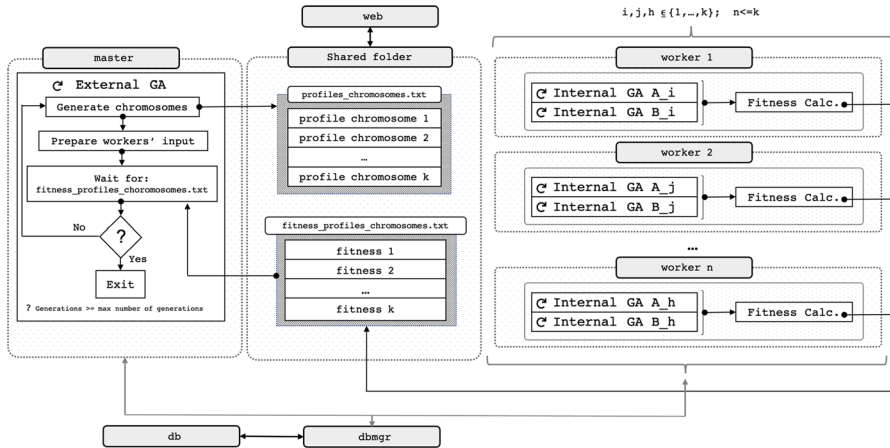 web
i,j,h ⊆{1,…,k};  n<=k
master
Shared folder
worker 1
External GA
Generate chromosomes
Prepare workers’ input
Wait for:
fitness_profiles_choromosomes.txt
No
?
Yes
Exit
? Generations >= max number of generations
profiles_chromosomes.txt
profile chromosome 1
profile chromosome 2
…
profile chromosome k
fitness_profiles_chromosomes.txt
fitness 1
fitness 2
…
fitness k
Internal GA A_i
Internal GA B_i
Fitness Calc.
worker 2
Internal GA A_j
Internal GA B_j
Fitness Calc.
…
worker n
Internal GA A_h
Internal GA B_h
Fitness Calc.
db
dbmgr